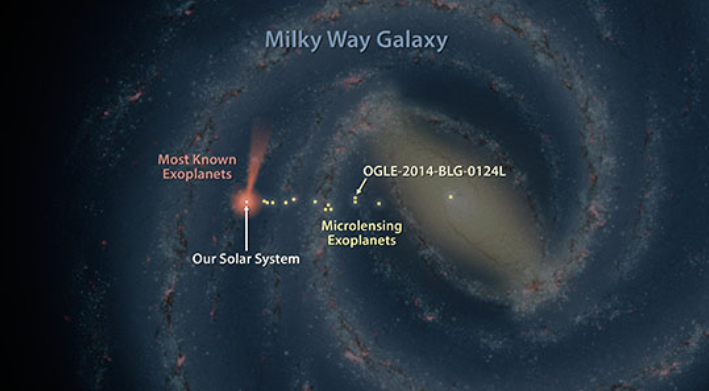 Milky Way Galaxy
Most Known
Exoplanets
OGLE-2014-BLG-0124L
Microlensing
Exoplanets
Our Solar System